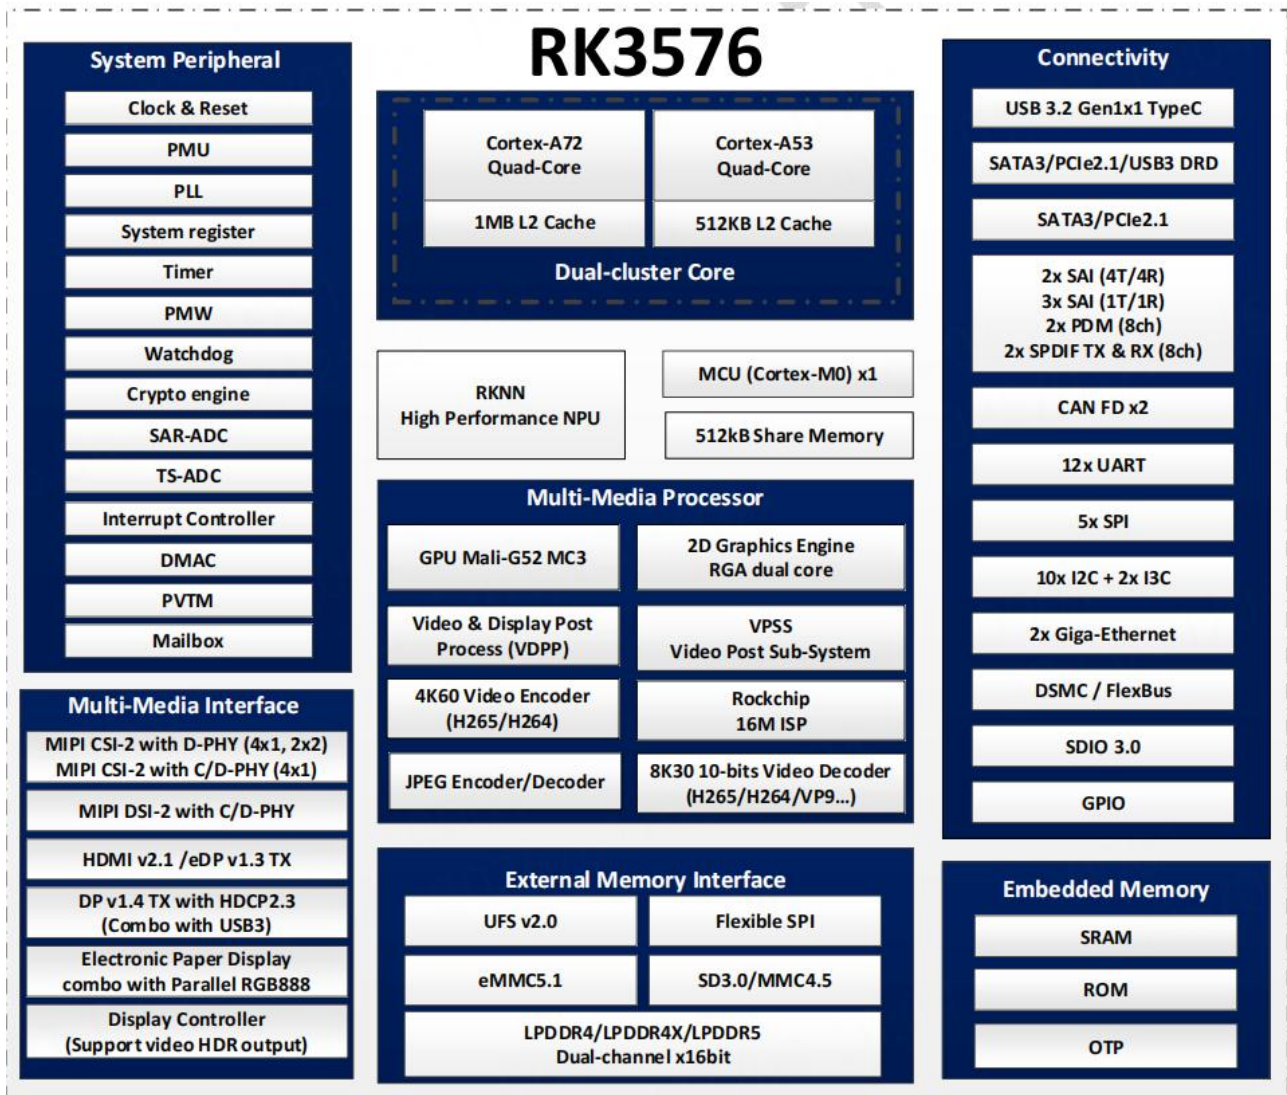 RK3576
System Peripheral
Clock & Reset
PMU
PLL
System register
Timer
PMW
Watchdog
Crypto engine
SAR-ADC
TS-ADC
Interrupt Controller
DMAC
PVTM
Mailbox
Multi-Media Interface
MIPI CSI-2 with D-PHY (4x1, 2x2)
MIPI CSI-2 with C/D-PHY (4x1)
MIPI DSI-2 with C/D-PHY
HDMI v2.1 /eDP v1.3 TX
DP v1.4 TX with HDCP2.3
(Combo with USB3)
Electronic Paper Display
combo with Parallel RGB888
Display Controller
(Support video HDR output)
Cortex-A72
Quad-Core
1MB L2 Cache
Cortex-A53
Quad-Core
512KB L2 Cache
Dual-cluster Core
RKNN
High Performance NPU
MCU (Cortex-M0) x1
512kB Share Memory
Multi-Media Processor
GPU Mali-G52 MC3
2D Graphics Engine
RGA dual core
Video & Display Post
Process (VDPP)
VPSS
Video Post Sub-System
4K60 Video Encoder
(H265/H264)
Rockchip
16M ISP
JPEG Encoder/Decoder
8K30 10-bits Video Decoder
(H265/H264/VP9...)
External Memory Interface
UFS v2.0
Flexible SPI
eMMC5.1
SD3.0/MMC4.5
LPDDR4/LPDDR4X/LPDDR5
Dual-channel x16bit
Connectivity
USB 3.2 Gen1x1 TypeC
SATA3/PCIe2.1/USB3 DRD
SATA3/PCIe2.1
2x SAI (4T/4R)
3x SAI (1T/1R)
2x PDM (8ch)
2x SPDIF TX & RX (8ch)
CAN FD x2
12x UART
5x SPI
10x I2C + 2x I3C
2x Giga-Ethernet
DSMC / FlexBus
SDIO 3.0
GPIO
Embedded Memory
SRAM
ROM
OTP